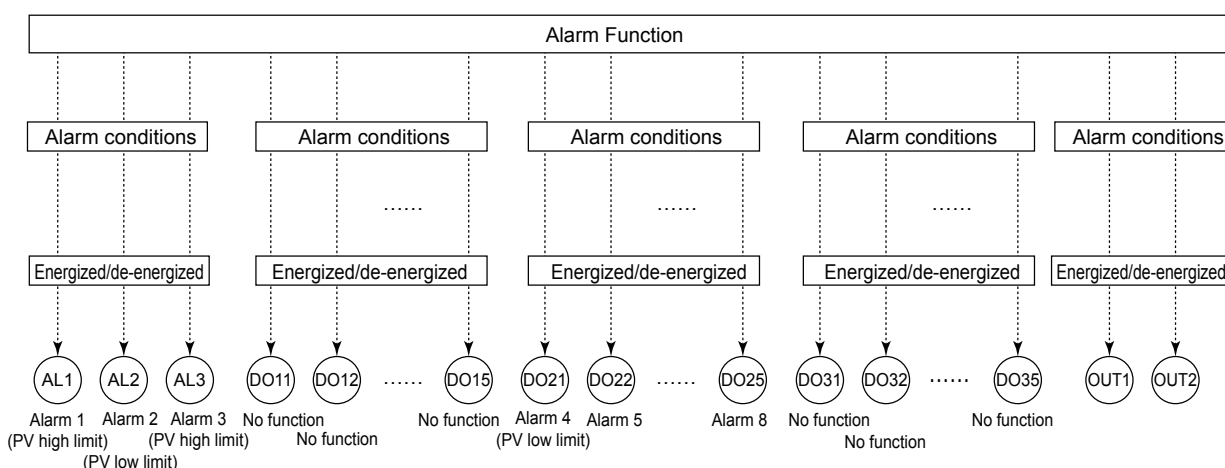 Alarm Function
Alarm conditions
Alarm conditions
Alarm conditions
Alarm conditions
Alarm conditions
......
......
......
Energized/de-energized
Energized/de-energized
Energized/de-energized
Energized/de-energized
Energized/de-energized
AL1
AL2
AL3
DO11
DO12
......
DO15
DO21
DO22
......
DO25
DO31
DO32
......
DO35
OUT1
OUT2
Alarm 1
(PV high limit)
Alarm 2
(PV low limit)
Alarm 3
(PV high limit)
No function
No function
No function
Alarm 4
(PV low limit)
Alarm 5
Alarm 8
No function
No function
No function